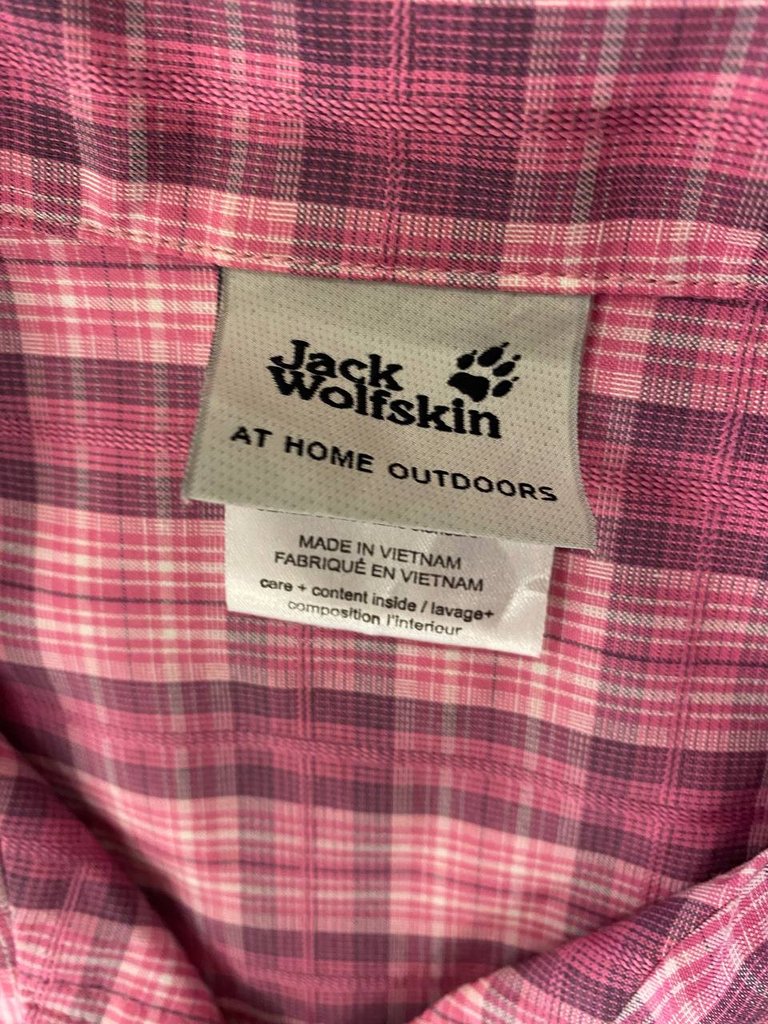 Jack
Wolfskin
AT HOME OUTDOORS
MADE IN VIETNAM
FABRIQUÉ EN VIETNAM
care + content inside / lavage+
composition l'interieur